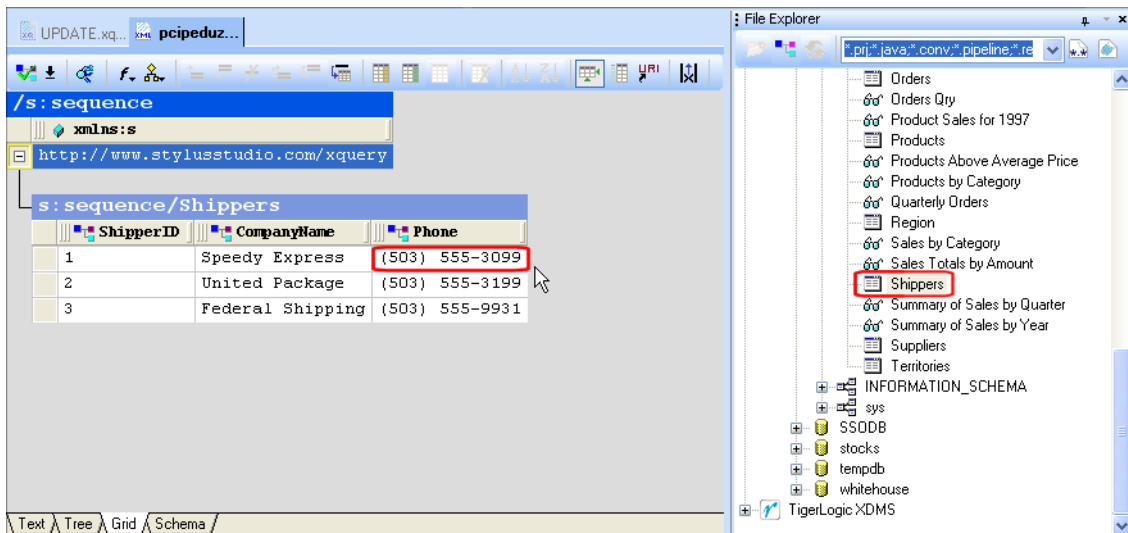 UPDATE.xq... pcipeduz...
URI
/s:sequence
xmlns:s
http://www.stylusstudio.com/xquery
s:sequence/Shippers
ShipperID CompanyName Phone
1 Speedy Express (503) 555-3099
2 United Package (503) 555-3199
3 Federal Shipping (503) 555-9931
Text Tree Grid Schema
File Explorer
*.prj;*.java;*.conv;*.pipeline;*.re
Orders
Orders Qry
Product Sales for 1997
Products
Products Above Average Price
Products by Category
Quarterly Orders
Region
Sales by Category
Sales Totals by Amount
Shippers
Summary of Sales by Quarter
Summary of Sales by Year
Suppliers
Territories
INFORMATION_SCHEMA
sys
SSODB
stocks
tempdb
whitehouse
TigerLogic XDMS